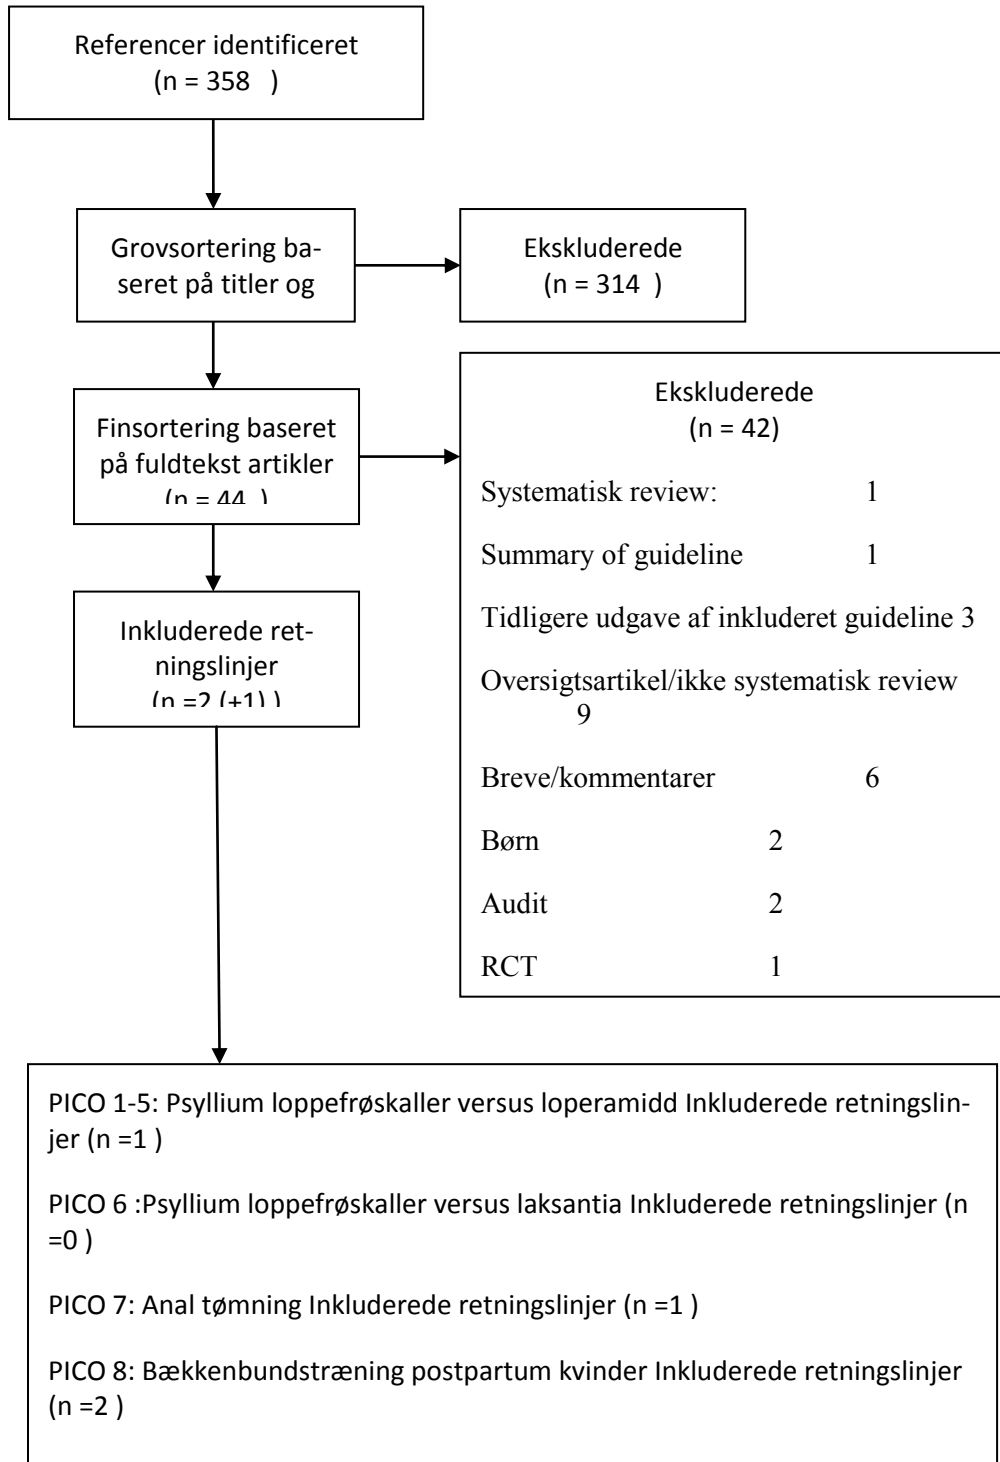 Referencer identificeret
(n = 358 )
Grovsortering ba-
seret på titler og
Ekskluderede
(n = 314 )
Finsortering baseret
på fuldtekst artikler
(n = 44 )
Ekskluderede
(n = 42)
Systematisk review: 1
Summary of guideline 1
Tidligere udgave af inkluderet guideline 3
Oversigtsartikel/ikke systematisk review
9
Breve/kommentarer 6
Børn 2
Audit 2
RCT 1
Inkluderede ret-
ningslinjer
(n =2 (+1) )
PICO 1-5: Psyllium loppefrøskaller versus loperamidd Inkluderede retningslin-
jer (n =1 )
PICO 6 :Psyllium loppefrøskaller versus laksantia Inkluderede retningslinjer (n
=0 )
PICO 7: Anal tømning Inkluderede retningslinjer (n =1 )
PICO 8: Bækkenbundstræning postpartum kvinder Inkluderede retningslinjer
(n =2 )